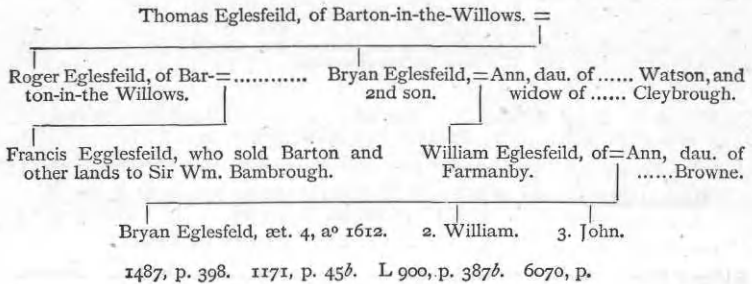 Thomas Eglesfeild, of Barton-in-the-Willows. =
Roger Eglesfeild, of Bar-=............ Bryan Eglesfeild,=Ann, dau. of ...... Watson, and
ton-in-the Willows. 2nd son. widow of ...... Cleybrough.
Francis Egglesfeild, who sold Barton and William Eglesfeild, of=Ann, dau. of
other lands to Sir Wm. Bambrough. Farmanby. ......Browne.
Bryan Eglesfeld, æt. 4, aº 1612. 2. William. 3. John.
1487, p. 398. 1171, p. 45b. L 900, p. 387b. 6070, p.